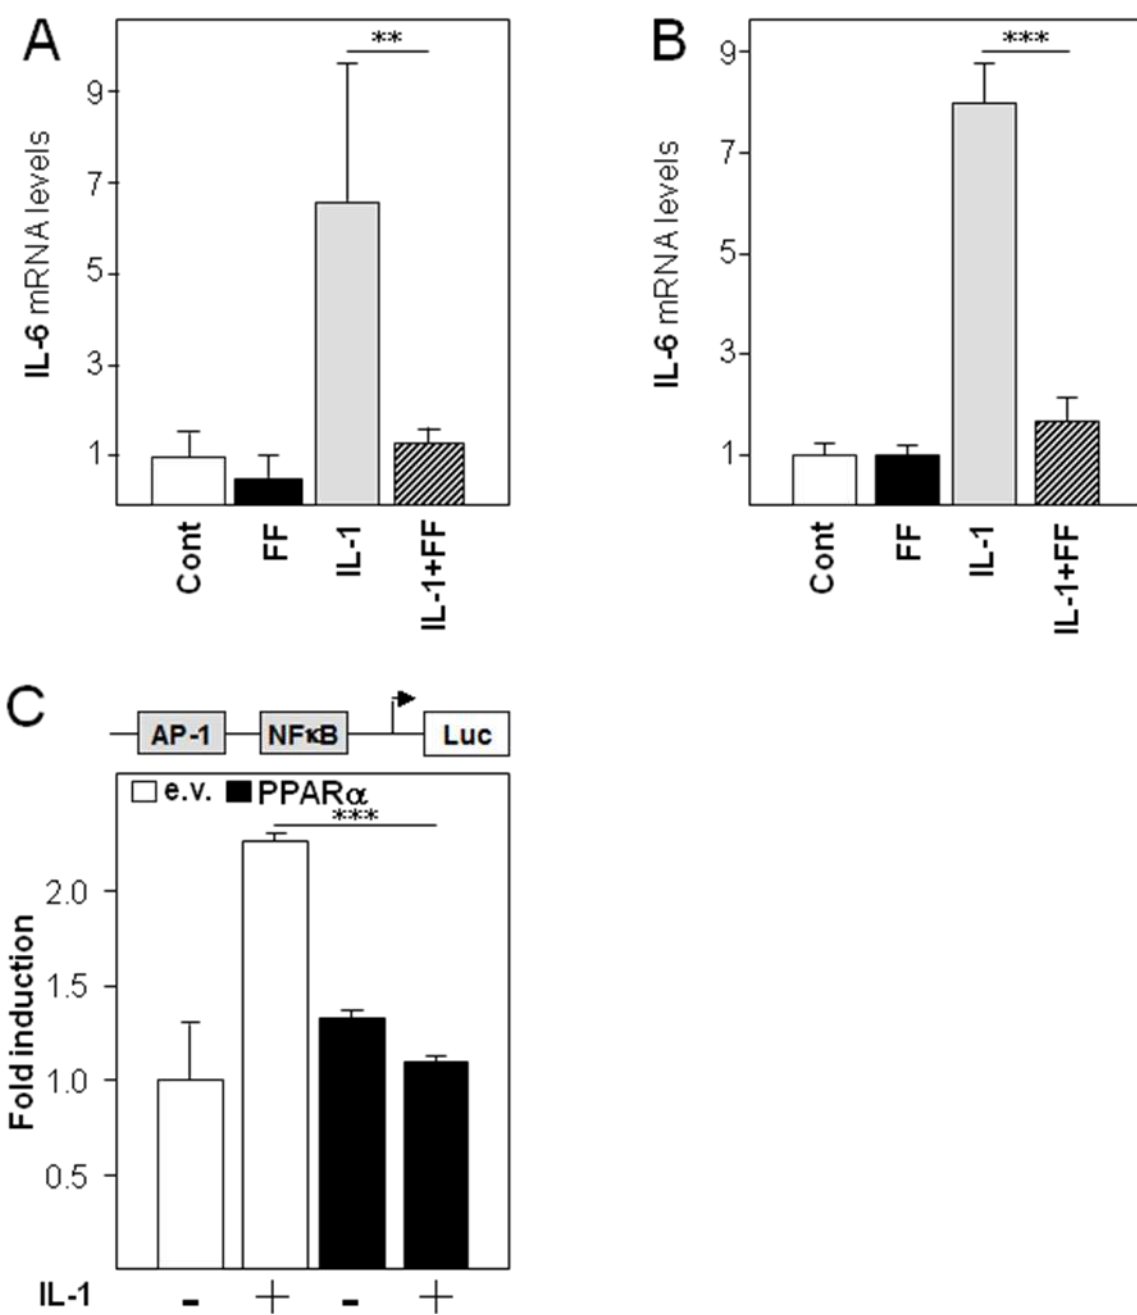 A
**
9
7
5
3
1
IL-6 mRNA levels
Cont
FF
IL-1
IL-1+FF
B
***
9
7
5
3
1
IL-6 mRNA levels
Cont
FF
IL-1
IL-1+FF
C
AP-1 NFκB Luc
e.v. PPARα
***
2.0
1.5
1.0
0.5
Fold induction
IL-1 - + - +